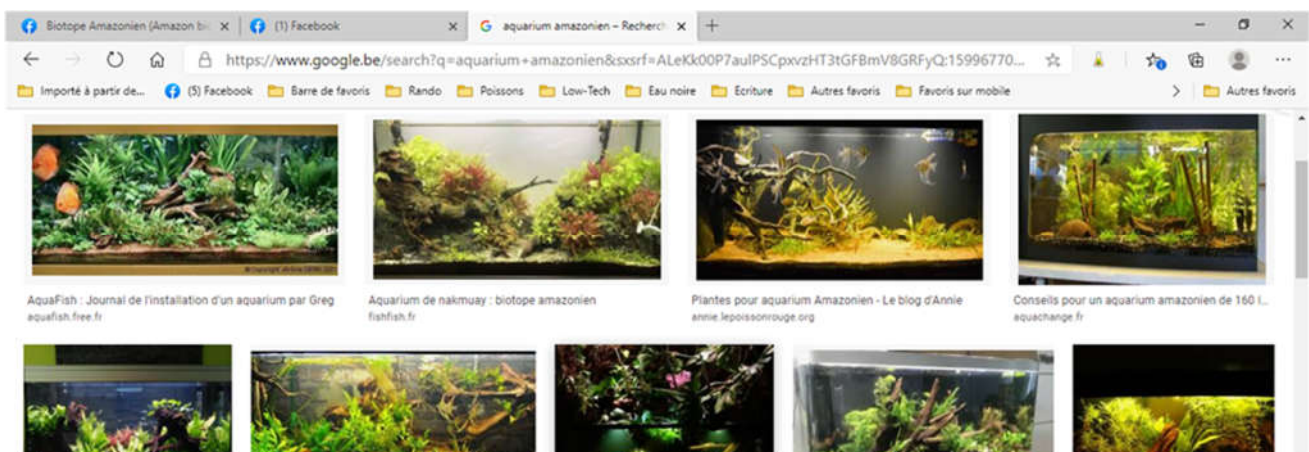 Biotope Amazonien (Amazon bi
(1) Facebook
aquarium amazonien – Recherch
https://www.google.be/search?q=aquarium+amazonien&sxsrf=ALeKk00P7aulPSCpxvzHT3tGFBmV8GRFyQ:15996770...
Importé à partir de...
(5) Facebook
Barre de favoris
Rando
Poissons
Low-Tech
Eau noire
Ecriture
Autres favoris
Favoris sur mobile
Autres favoris
AquaFish : Journal de l'installation d'un aquarium par Greg
aquafish.free.fr
Aquarium de nakmuay : biotope amazonien
fishfish.fr
Plantes pour aquarium Amazonien - Le blog d'Annie
annie.lepoissonrouge.org
Conseils pour un aquarium amazonien de 160 l...
aquachange.fr